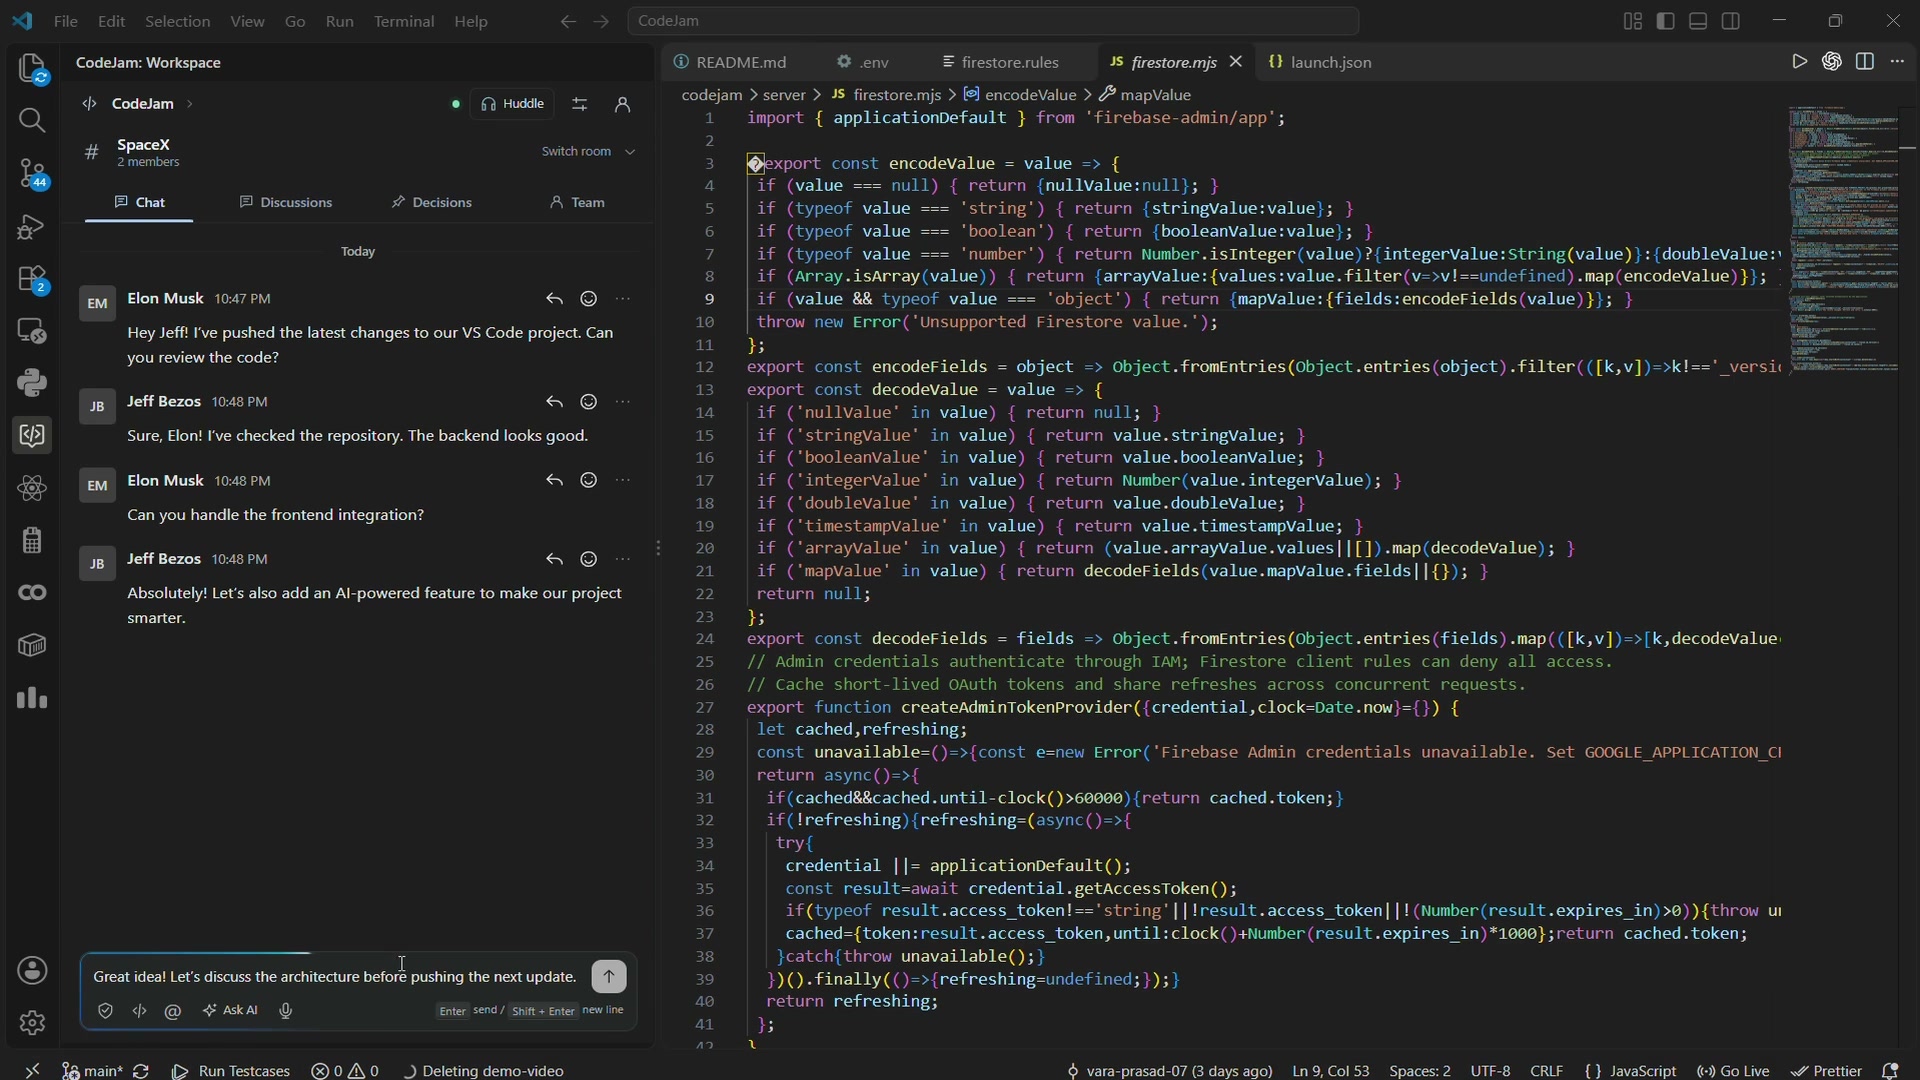 File Edit Selection View Go Run Terminal Help CodeJam
CodeJam: Workspace
CodeJam Huddle
# SpaceX
2 members
Switch room
Chat Discussions Decisions Team
Today
EM Elon Musk 10:47 PM
Hey Jeff! I've pushed the latest changes to our VS Code project. Can
you review the code?
JB Jeff Bezos 10:48 PM
Sure, Elon! I've checked the repository. The backend looks good.
EM Elon Musk 10:48 PM
Can you handle the frontend integration?
JB Jeff Bezos 10:48 PM
Absolutely! Let's also add an AI-powered feature to make our project
smarter.
Great idea! Let's discuss the architecture before pushing the next update.
@ Ask AI Enter send / Shift + Enter new line
44
2
README.md .env firestore.rules JS firestore.mjs {} launch.json
codejam > server > JS firestore.mjs > encodeValue > mapValue
1 import { applicationDefault } from 'firebase-admin/app';
2
3 �export const encodeValue = value => {
4 if (value === null) { return {nullValue:null}; }
5 if (typeof value === 'string') { return {stringValue:value}; }
6 if (typeof value === 'boolean') { return {booleanValue:value}; }
7 if (typeof value === 'number') { return Number.isInteger(value)?{integerValue:String(value)}:{doubleValue:
8 if (Array.isArray(value)) { return {arrayValue:{values:value.filter(v=>v!==undefined).map(encodeValue)}};
9 if (value && typeof value === 'object') { return {mapValue:{fields:encodeFields(value)}}; }
10 throw new Error('Unsupported Firestore value.');
11 };
12 export const encodeFields = object => Object.fromEntries(Object.entries(object).filter(([k,v])=>k!=='_versi
13 export const decodeValue = value => {
14 if ('nullValue' in value) { return null; }
15 if ('stringValue' in value) { return value.stringValue; }
16 if ('booleanValue' in value) { return value.booleanValue; }
17 if ('integerValue' in value) { return Number(value.integerValue); }
18 if ('doubleValue' in value) { return value.doubleValue; }
19 if ('timestampValue' in value) { return value.timestampValue; }
20 if ('arrayValue' in value) { return (value.arrayValue.values||[]).map(decodeValue); }
21 if ('mapValue' in value) { return decodeFields(value.mapValue.fields||{}); }
22 return null;
23 };
24 export const decodeFields = fields => Object.fromEntries(Object.entries(fields).map(([k,v])=>[k,decodeValue
25 // Admin credentials authenticate through IAM; Firestore client rules can deny all access.
26 // Cache short-lived OAuth tokens and share refreshes across concurrent requests.
27 export function createAdminTokenProvider({credential,clock=Date.now}={}) {
28 let cached,refreshing;
29 const unavailable=()=>{const e=new Error('Firebase Admin credentials unavailable. Set GOOGLE_APPLICATION_C
30 return async()=>{
31 if(cached&&cached.until-clock()>60000){return cached.token;}
32 if(!refreshing){refreshing=(async()=>{
33 try{
34 credential ||= applicationDefault();
35 const result=await credential.getAccessToken();
36 if(typeof result.access_token!=='string'||!result.access_token||!(Number(result.expires_in)>0)){throw u
37 cached={token:result.access_token,until:clock()+Number(result.expires_in)*1000};return cached.token;
38 }catch{throw unavailable();}
39 })().finally(()=>{refreshing=undefined;});}
40 return refreshing;
41 };
42 }
main* Run Testcases 0 0 Deleting demo-video vara-prasad-07 (3 days ago) Ln 9, Col 53 Spaces: 2 UTF-8 CRLF {} JavaScript Go Live Prettier